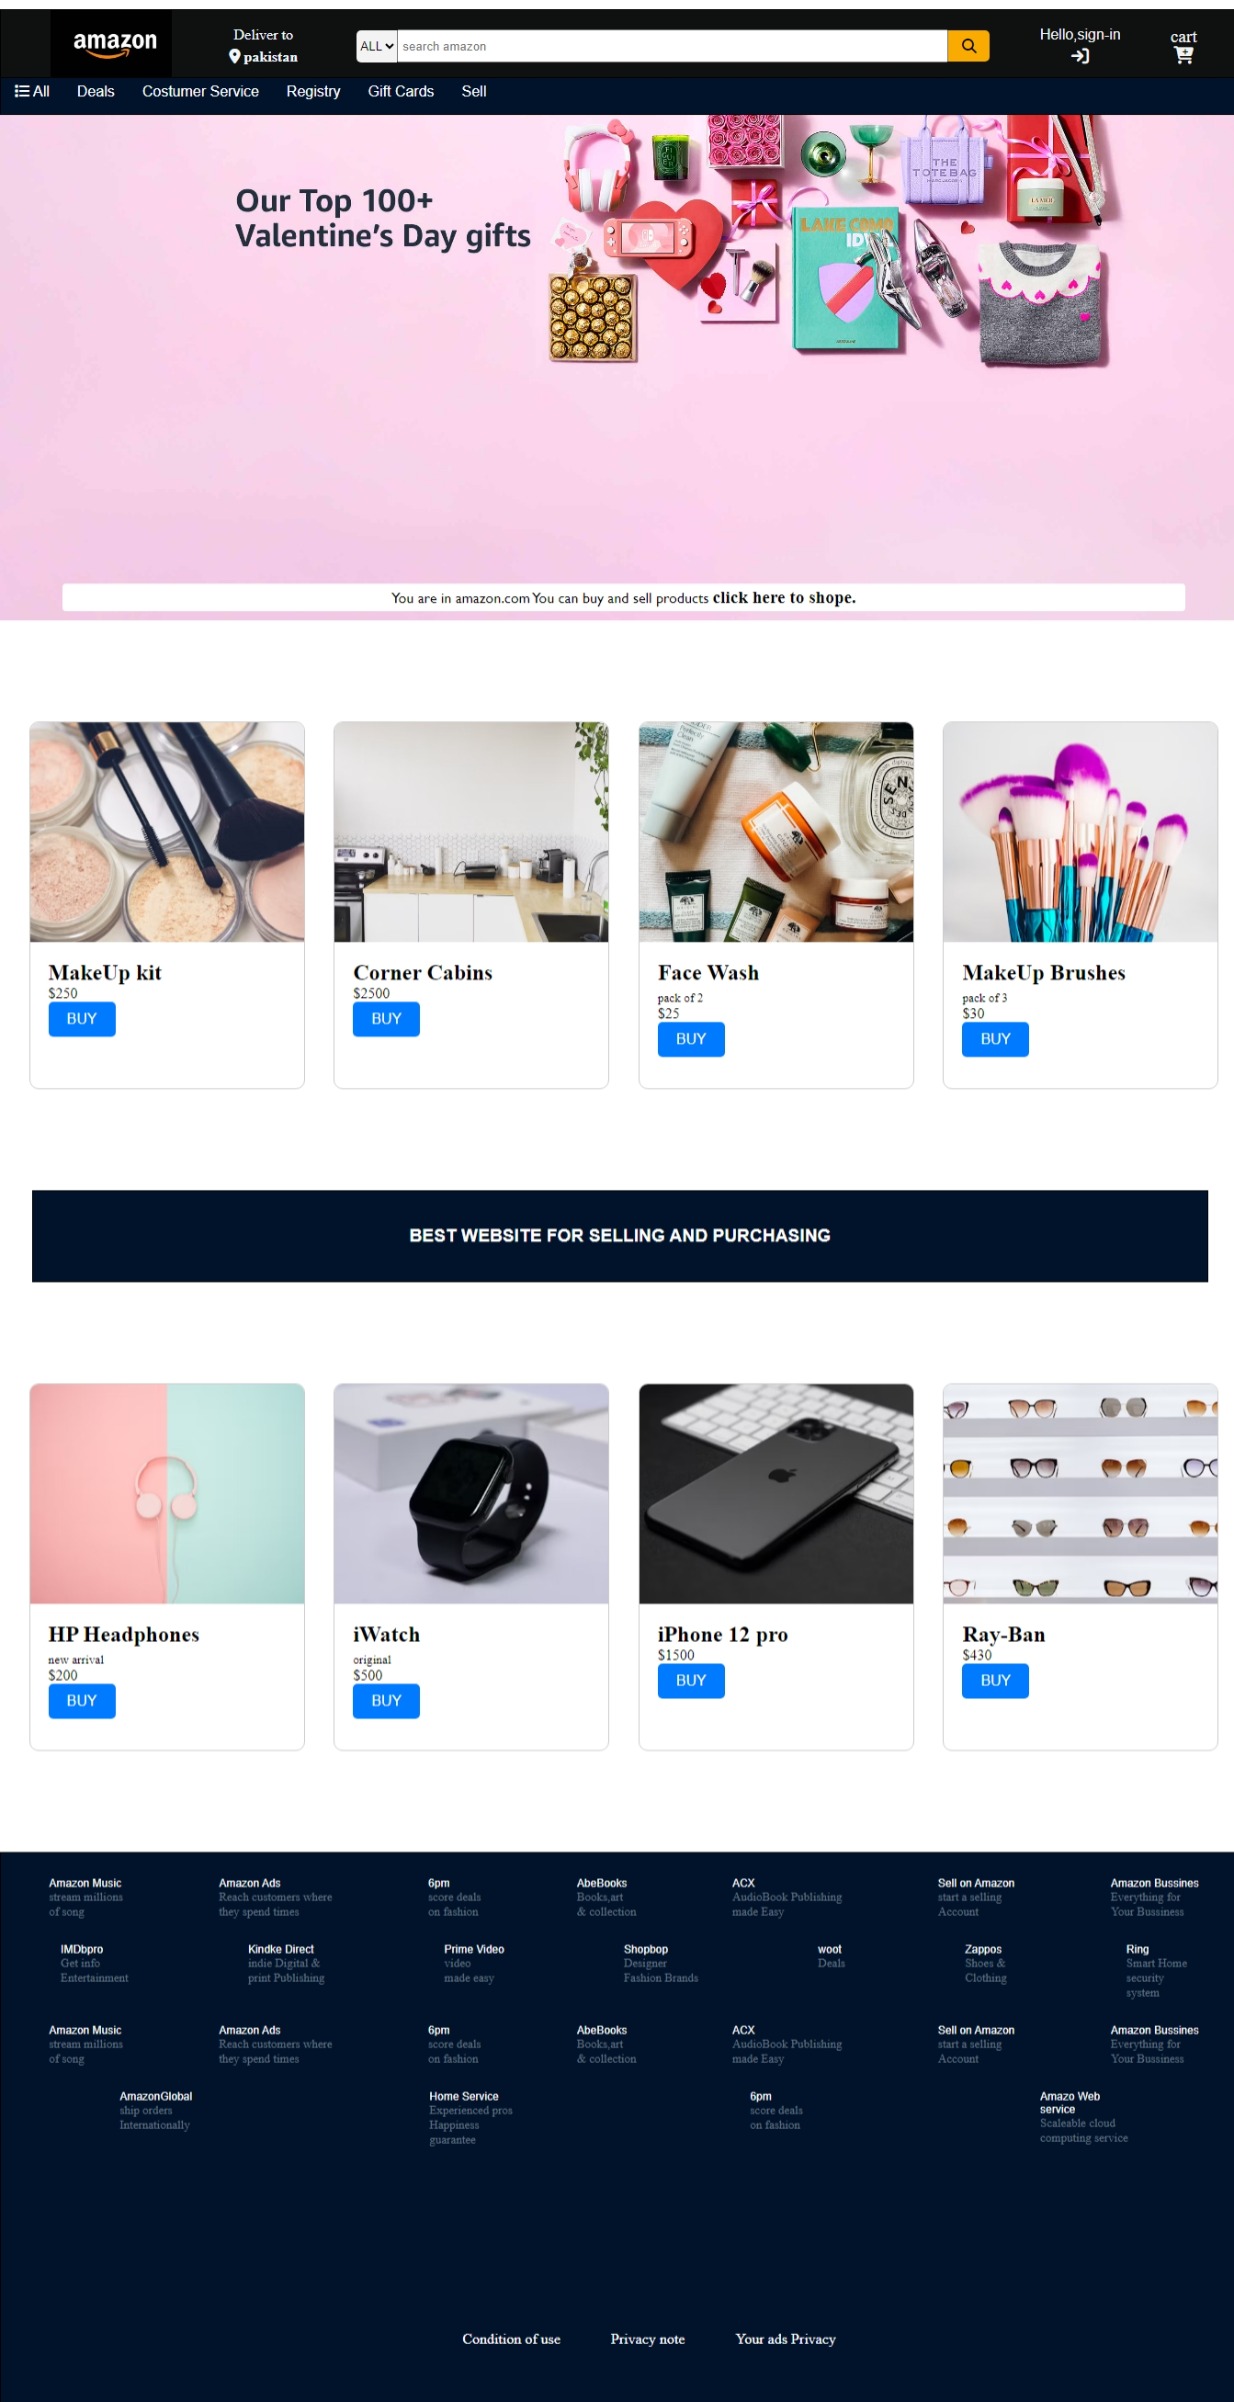 amazon
Deliver to
pakistan
ALL
search amazon
Hello,sign-in
cart
All Deals Costumer Service Registry Gift Cards Sell
Our Top 100+
Valentine's Day gifts
THE
TOTE BAG
LAKE COMO
IDYLL
You are in amazon.com You can buy and sell products click here to shope.
MakeUp kit
$250
BUY
Corner Cabins
$2500
BUY
Face Wash
pack of 2
$25
BUY
MakeUp Brushes
pack of 3
$30
BUY
BEST WEBSITE FOR SELLING AND PURCHASING
HP Headphones
new arrival
$200
BUY
iWatch
original
$500
BUY
iPhone 12 pro
$1500
BUY
Ray-Ban
$430
BUY
Amazon Music
stream millions
of song
Amazon Ads
Reach customers where
they spend times
6pm
score deals
on fashion
AbeBooks
Books,art
& collection
ACX
AudioBook Publishing
made Easy
Sell on Amazon
start a selling
Account
Amazon Bussines
Everything for
Your Bussiness
IMDbpro
Get info
Entertainment
Kindke Direct
indie Digital &
print Publishing
Prime Video
video
made easy
Shopbop
Designer
Fashion Brands
woot
Deals
Zappos
Shoes &
Clothing
Ring
Smart Home
security
system
Amazon Music
stream millions
of song
Amazon Ads
Reach customers where
they spend times
6pm
score deals
on fashion
AbeBooks
Books,art
& collection
ACX
AudioBook Publishing
made Easy
Sell on Amazon
start a selling
Account
Amazon Bussines
Everything for
Your Bussiness
AmazonGlobal
ship orders
Internationally
Home Service
Experienced pros
Happiness
guarantee
6pm
score deals
on fashion
Amazo Web
service
Scaleable cloud
computing service
Condition of use Privacy note Your ads Privacy